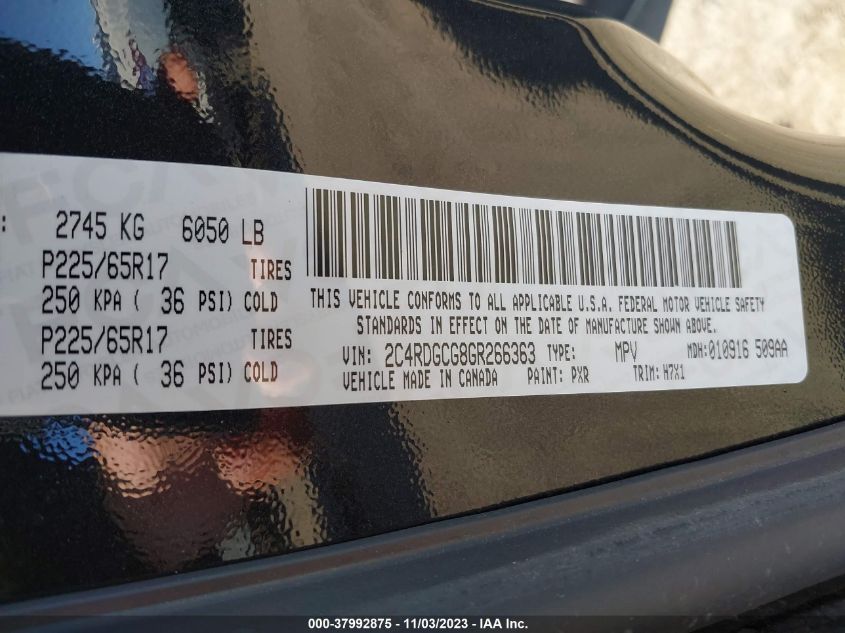 : 2745 KG 6050 LB
P225/65R17 TIRES
250 KPA ( 36 PSI) COLD
P225/65R17 TIRES
250 KPA ( 36 PSI) COLD
THIS VEHICLE CONFORMS TO ALL APPLICABLE U.S.A. FEDERAL MOTOR VEHICLE SAFETY
STANDARDS IN EFFECT ON THE DATE OF MANUFACTURE SHOWN ABOVE.
VIN: 2C4RDGCG8GR266363 TYPE: MPV MDH:010916 509AA
VEHICLE MADE IN CANADA PAINT: PXR TRIM: H7X1
000-37992875 - 11/03/2023 - iaai.com